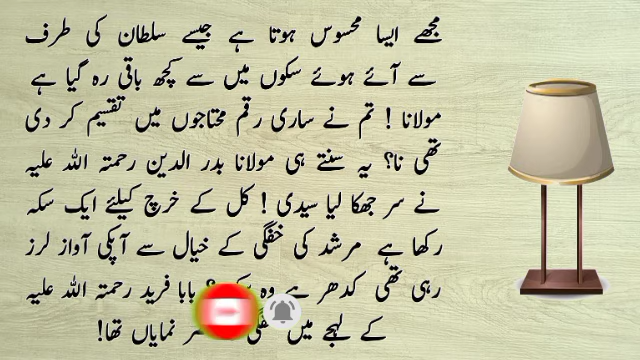 مجھے ایسا محسوس ہوتا ہے جیسے سلطان کی طرف
سے آئے ہوئے سکوں میں سے کچھ باقی رہ گیا ہے
مولانا ! تم نے ساری رقم محتاجوں میں تقسیم کر دی
تھی نا؟ یہ سنتے ہی مولانا بدر الدین رحمتہ اللہ علیہ
نے سر جھکا لیا سیدی ! کل کے خرچ کیلئے ایک سکہ
رکھا ہے مرشد کی خفگی کے خیال سے آپکی آواز لرز
رہی تھی کدھر ہے وہ بابا فرید رحمتہ اللہ علیہ
کے لہجے میں نمایاں تھا!